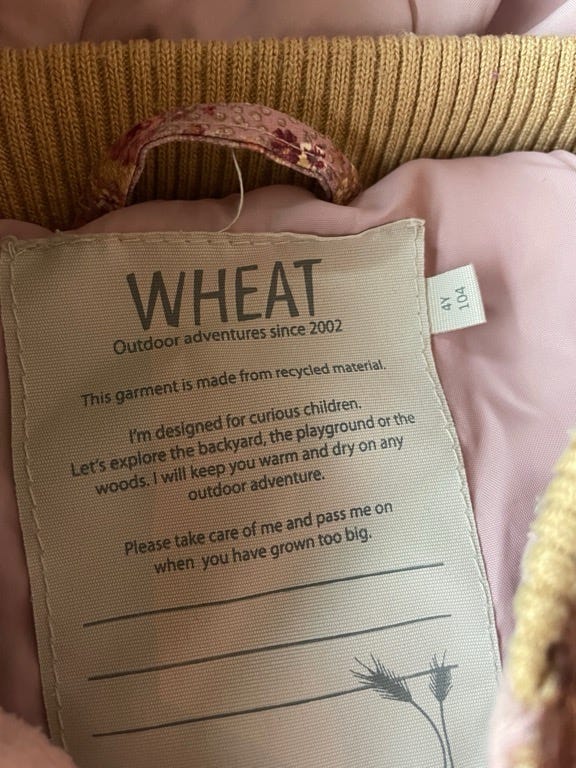 WHEAT
Outdoor adventures since 2002
This garment is made from recycled material.
I'm designed for curious children.
Let's explore the backyard, the playground or the
woods. I will keep you warm and dry on any
outdoor adventure.
Please take care of me and pass me on
when you have grown too big.
4Y
104